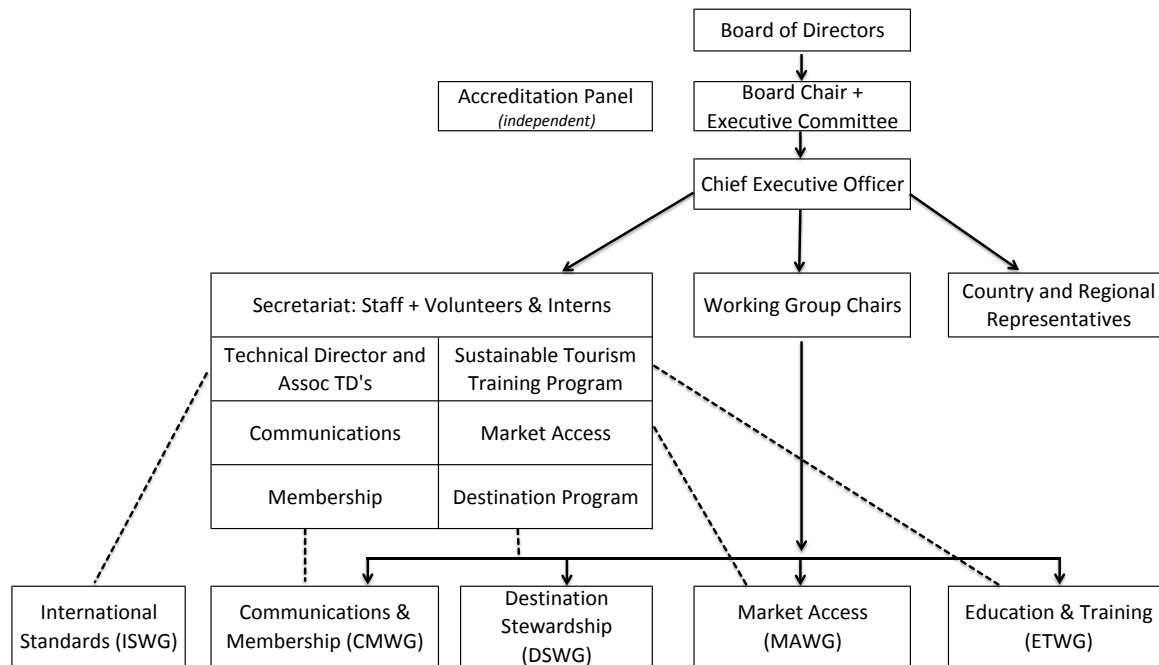 Board of Directors
Accreditation Panel
(independent)
Board Chair +
Executive Committee
Chief Executive Officer
Secretariat: Staff + Volunteers & Interns
Working Group Chairs
Country and Regional
Representatives
Technical Director and
Assoc TD's
Sustainable Tourism
Training Program
Communications
Market Access
Membership
Destination Program
International
Standards (ISWG)
Communications &
Membership (CMWG)
Destination
Stewardship
(DSWG)
Market Access
(MAWG)
Education & Training
(ETWG)